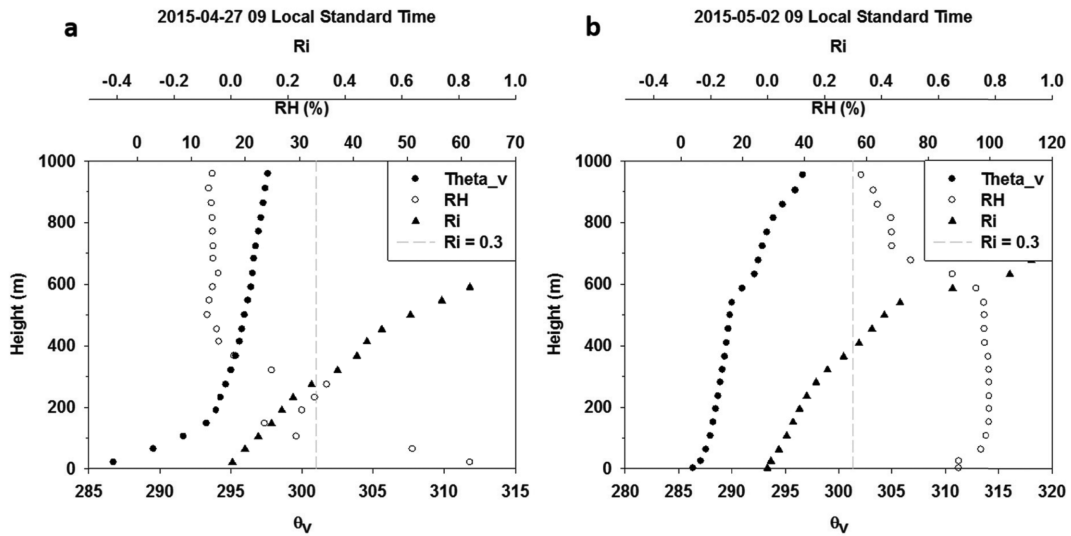 a
2015-04-27 09 Local Standard Time
Ri
-0.4 -0.2 0.0 0.2 0.4 0.6 0.8 1.0
RH (%)
0 10 20 30 40 50 60 70
1000
800
600
400
200
0
Height (m)
Theta_v
RH
Ri
Ri = 0.3
285 290 295 300 305 310 315
θV
b
2015-05-02 09 Local Standard Time
Ri
-0.4 -0.2 0.0 0.2 0.4 0.6 0.8 1.0
RH (%)
0 20 40 60 80 100 120
1000
800
600
400
200
0
Height (m)
Theta_v
RH
Ri
Ri = 0.3
280 285 290 295 300 305 310 315 320
θV